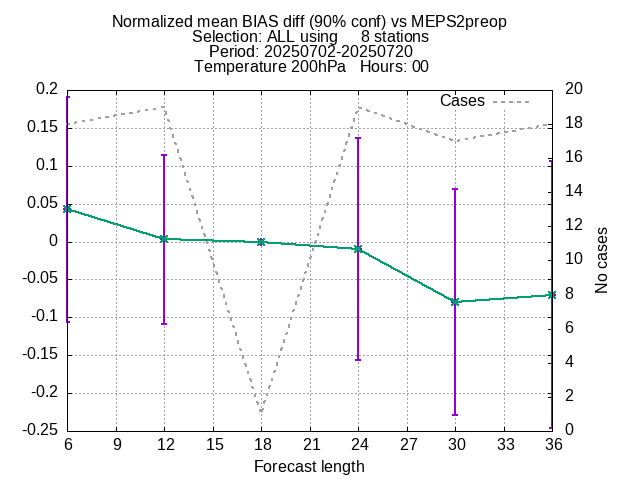 Normalized mean BIAS diff (90% conf) vs MEPS2preop
Selection: ALL using     8 stations
Period: 20250702-20250720
Temperature 200hPa   Hours: 00
Cases
0.2
0.15
0.1
0.05
0
-0.05
-0.1
-0.15
-0.2
-0.25
20
18
16
14
12
10
8
6
4
2
0
No cases
6 9 12 15 18 21 24 27 30 33 36
Forecast length